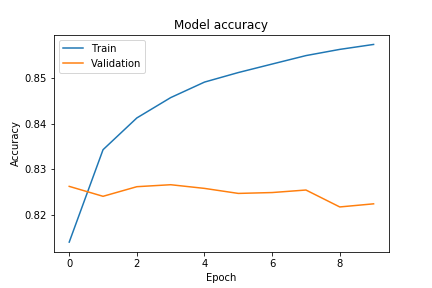 Model accuracy
Train
Validation
0.85
0.84
0.83
0.82
Accuracy
0 2 4 6 8
Epoch